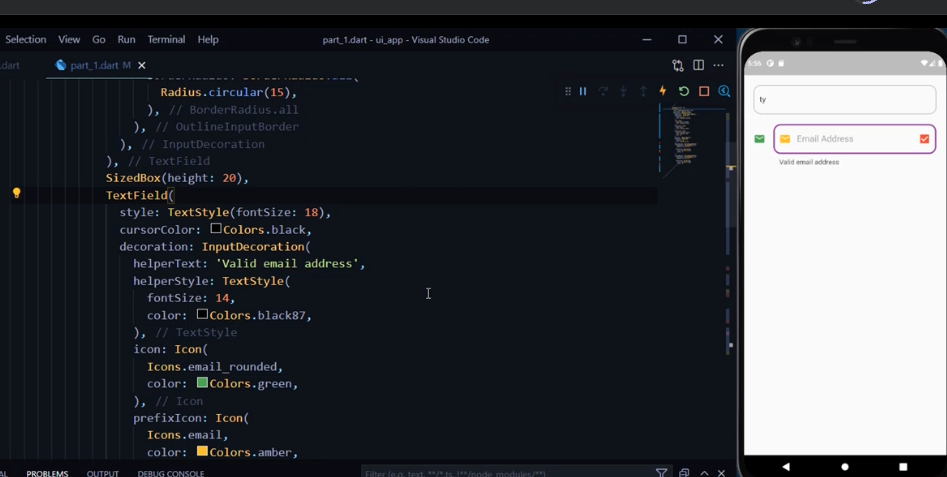 Selection View Go Run Terminal Help
part_1.dart - ui_app - Visual Studio Code
.dart
part_1.dart M
Radius.circular(15),
), // BorderRadius.all
), // OutlineInputBorder
), // InputDecoration
), // TextField
SizedBox(height: 20),
TextField(
style: TextStyle(fontSize: 18),
cursorColor: Colors.black,
decoration: InputDecoration(
helperText: 'Valid email address',
helperStyle: TextStyle(
fontSize: 14,
color: Colors.black87,
), // TextStyle
icon: Icon(
Icons.email_rounded,
color: Colors.green,
), // Icon
prefixIcon: Icon(
Icons.email,
color: Colors.amber,
PROBLEMS OUTPUT DEBUG CONSOLE
Filter (e.g. text, **/*.ts, !**/node_modules/**)
ty
Email Address
Valid email address